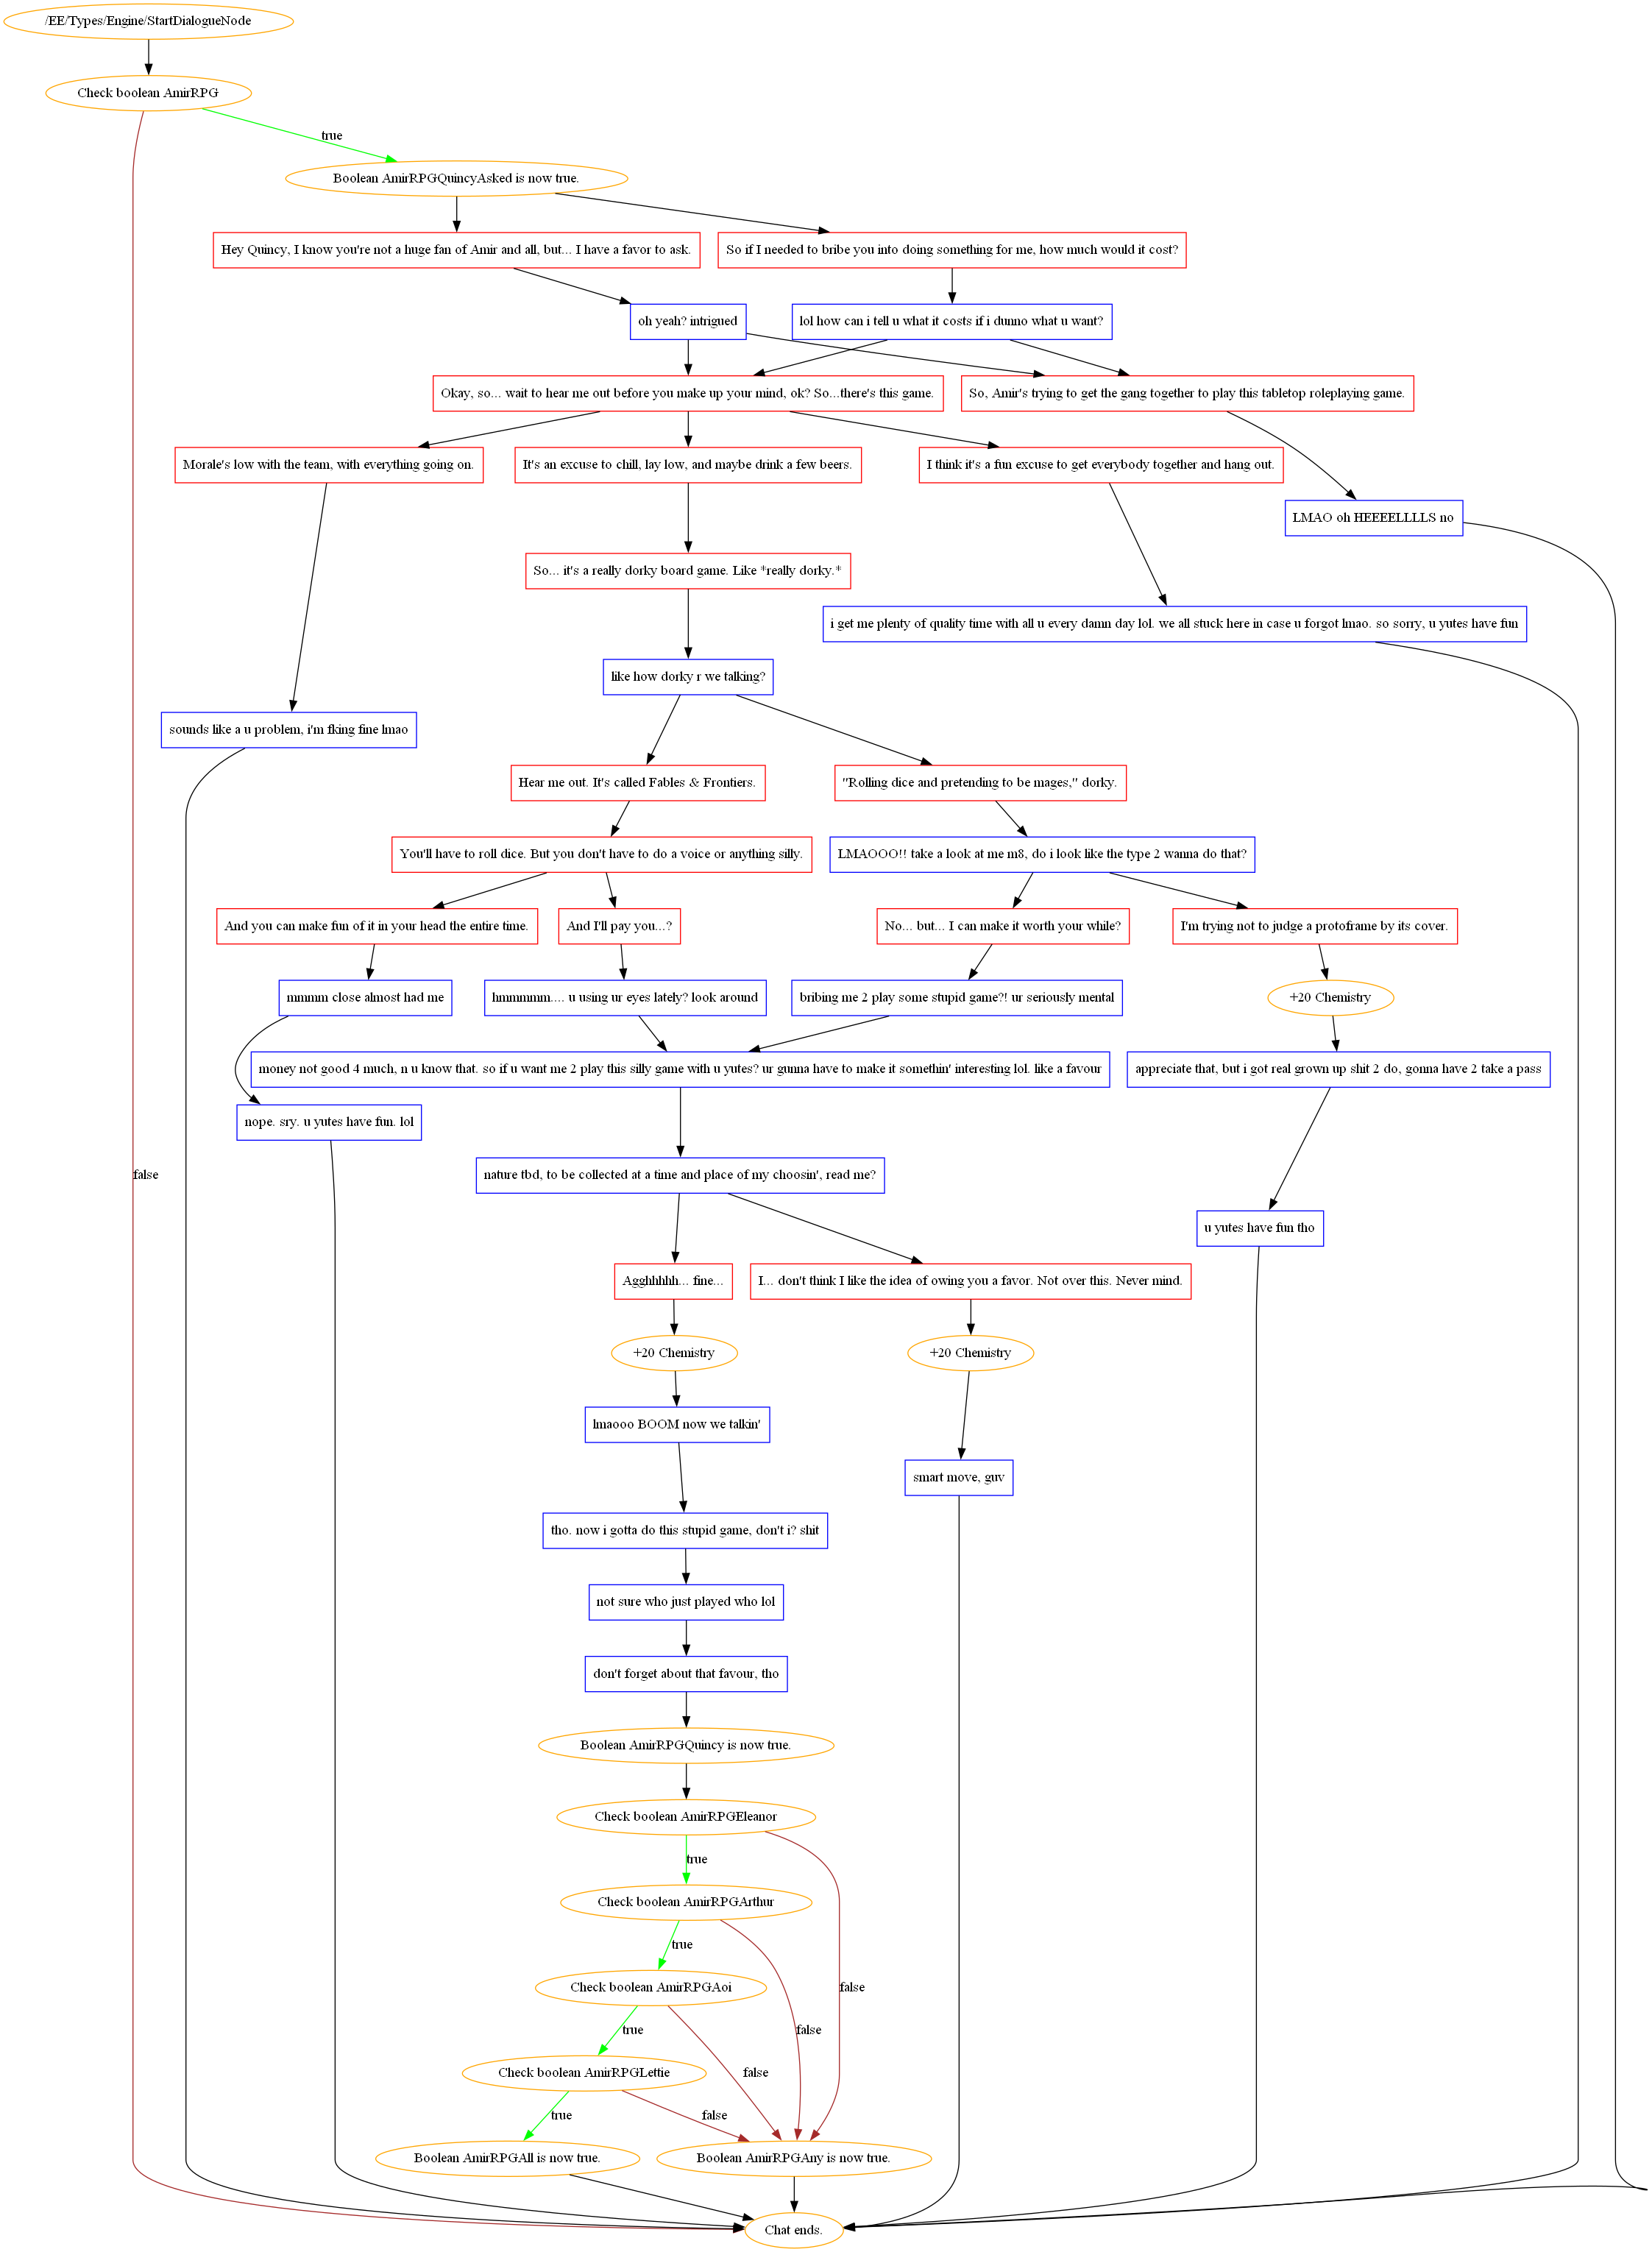 /EE/Types/Engine/StartDialogueNode
Check boolean AmirRPG
true
Boolean AmirRPGQuincyAsked is now true.
Hey Quincy, I know you're not a huge fan of Amir and all, but... I have a favor to ask.
So if I needed to bribe you into doing something for me, how much would it cost?
oh yeah? intrigued
lol how can i tell u what it costs if i dunno what u want?
Okay, so... wait to hear me out before you make up your mind, ok? So...there's this game.
So, Amir's trying to get the gang together to play this tabletop roleplaying game.
Morale's low with the team, with everything going on.
It's an excuse to chill, lay low, and maybe drink a few beers.
I think it's a fun excuse to get everybody together and hang out.
LMAO oh HEEEELLLLS no
So... it's a really dorky board game. Like *really dorky.*
i get me plenty of quality time with all u every damn day lol. we all stuck here in case u forgot lmao. so sorry, u yutes have fun
like how dorky r we talking?
sounds like a u problem, i'm fking fine lmao
Hear me out. It's called Fables & Frontiers.
"Rolling dice and pretending to be mages," dorky.
You'll have to roll dice. But you don't have to do a voice or anything silly.
LMAOOO!! take a look at me m8, do i look like the type 2 wanna do that?
And you can make fun of it in your head the entire time.
And I'll pay you...?
No... but... I can make it worth your while?
I'm trying not to judge a protoframe by its cover.
mmmm close almost had me
hmmmmm.... u using ur eyes lately? look around
bribing me 2 play some stupid game?! ur seriously mental
+20 Chemistry
money not good 4 much, n u know that. so if u want me 2 play this silly game with u yutes? ur gunna have to make it somethin' interesting lol. like a favour
appreciate that, but i got real grown up shit 2 do, gonna have 2 take a pass
nope. sry. u yutes have fun. lol
false
nature tbd, to be collected at a time and place of my choosin', read me?
u yutes have fun tho
Agghhhhh... fine...
I... don't think I like the idea of owing you a favor. Not over this. Never mind.
+20 Chemistry
+20 Chemistry
lmaooo BOOM now we talkin'
smart move, guv
tho. now i gotta do this stupid game, don't i? shit
not sure who just played who lol
don't forget about that favour, tho
Boolean AmirRPGQuincy is now true.
Check boolean AmirRPGEleanor
true
Check boolean AmirRPGArthur
true
Check boolean AmirRPGAoi
false
true
false
Check boolean AmirRPGLettie
false
true
false
Boolean AmirRPGAll is now true.
Boolean AmirRPGAny is now true.
Chat ends.